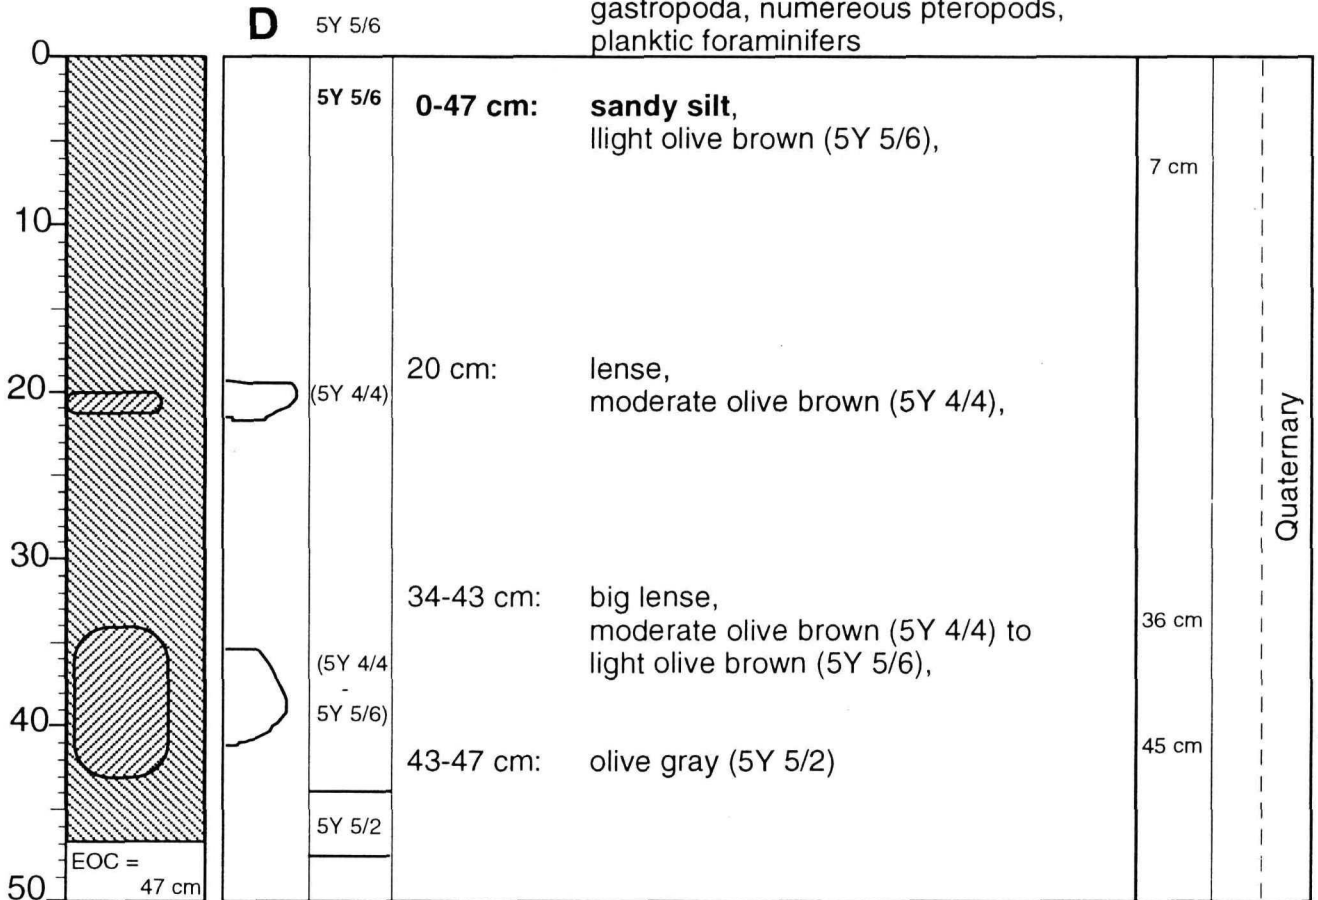 gastropoda, numereous pteropods,
D 5Y 5/6
planktic foraminifers
0
5Y 5/6 0-47 cm: sandy silt,
llight olive brown (5Y 5/6),
7 cm
10
20 cm: lense,
20 (5Y 4/4) moderate olive brown (5Y 4/4),
Quaternary
30
34-43 cm: big lense,
36 cm
moderate olive brown (5Y 4/4) to
(5Y 4/4 light olive brown (5Y 5/6),
-
5Y 5/6)
40
45 cm
43-47 cm: olive gray (5Y 5/2)
5Y 5/2
EOC =
47 cm
50